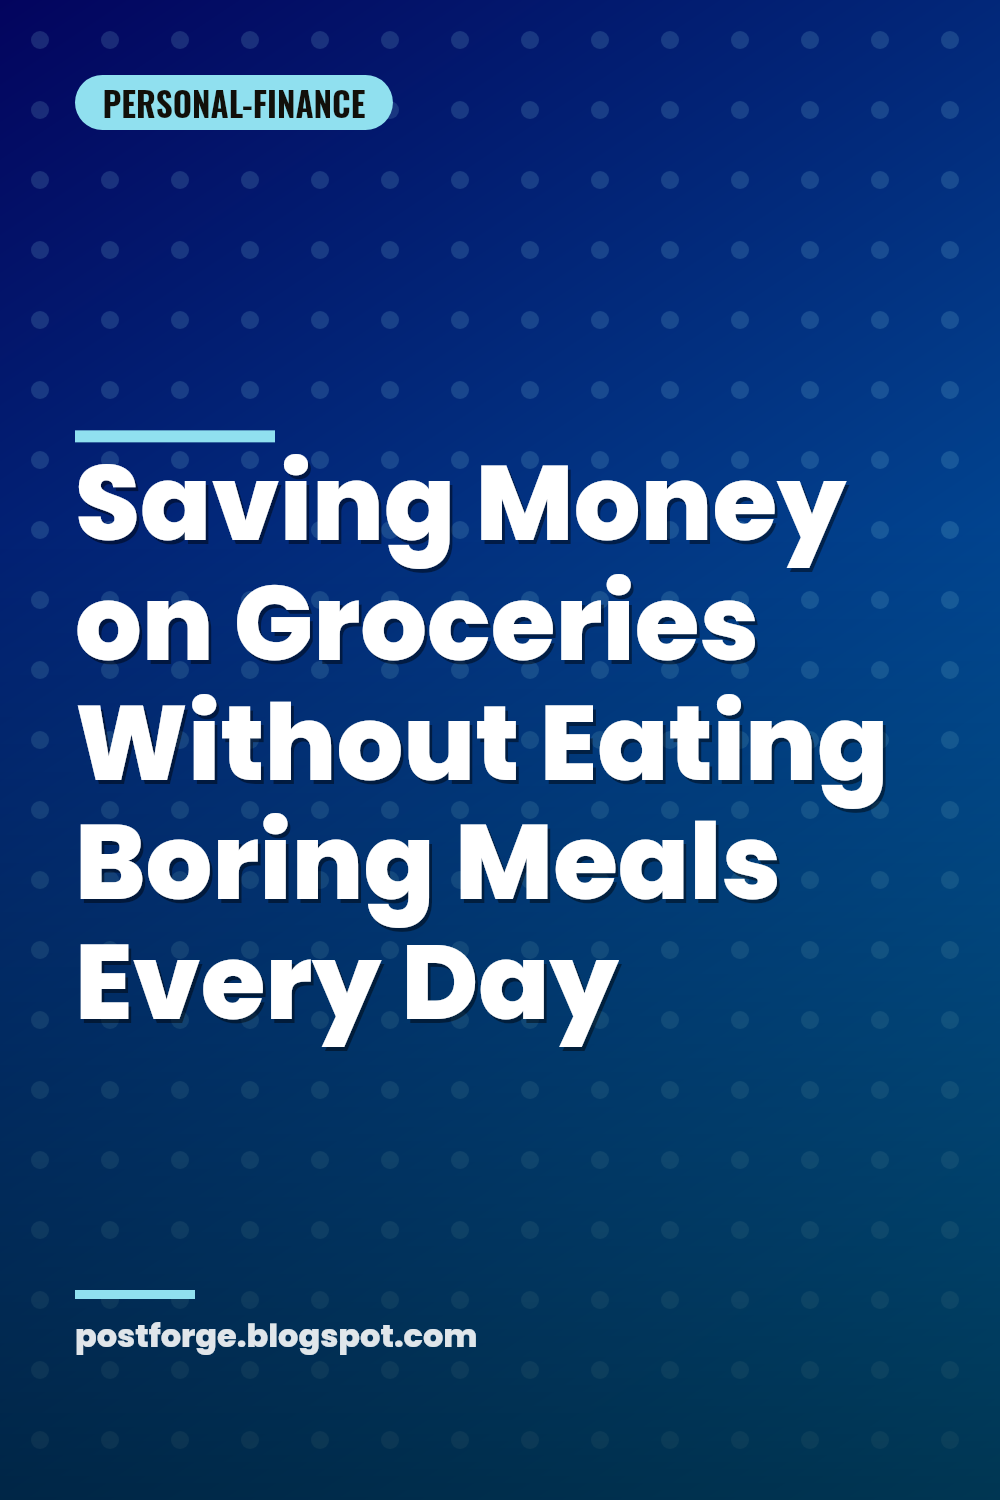 PERSONAL-FINANCE
Saving Money
on Groceries
Without Eating
Boring Meals
Every Day
postforge.blogspot.com